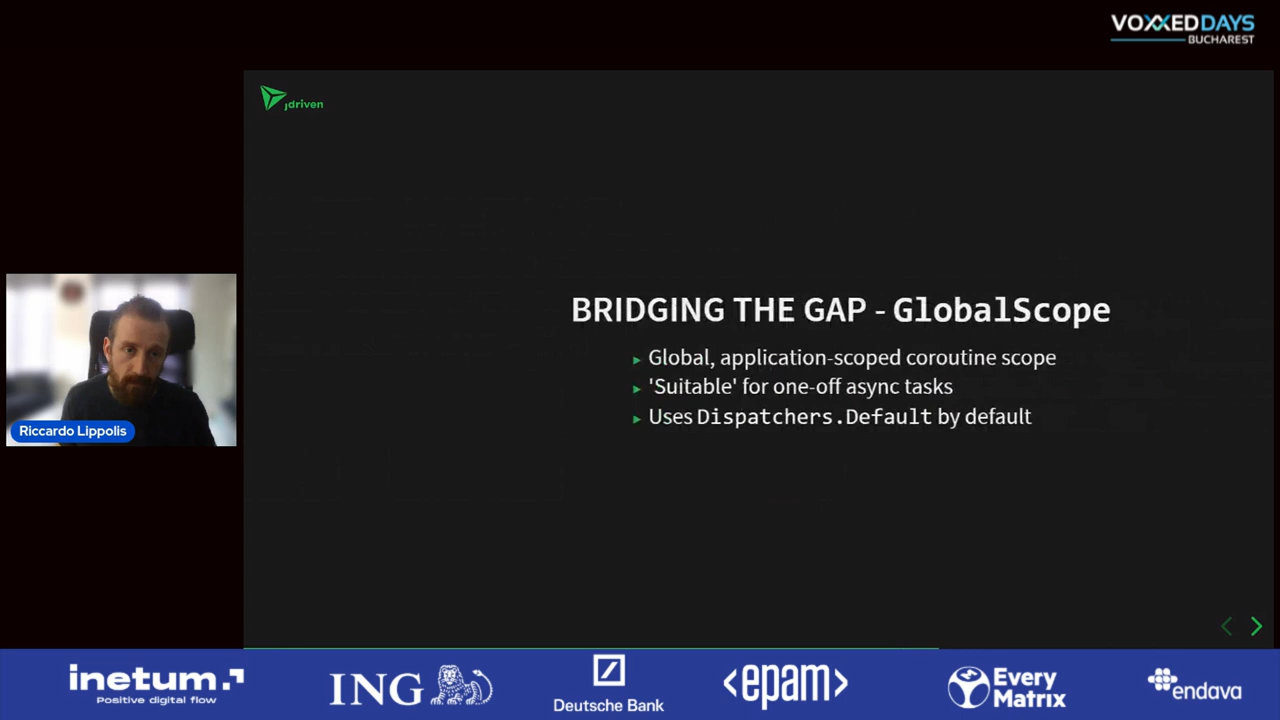 VOXXEDDAYS
BUCHAREST
jdriven
BRIDGING THE GAP - GlobalScope
Global, application-scoped coroutine scope
'Suitable' for one-off async tasks
Uses Dispatchers.Default by default
Riccardo Lippolis
inetum.
Positive digital flow
ING
Deutsche Bank
<epam>
Every
Matrix
endava